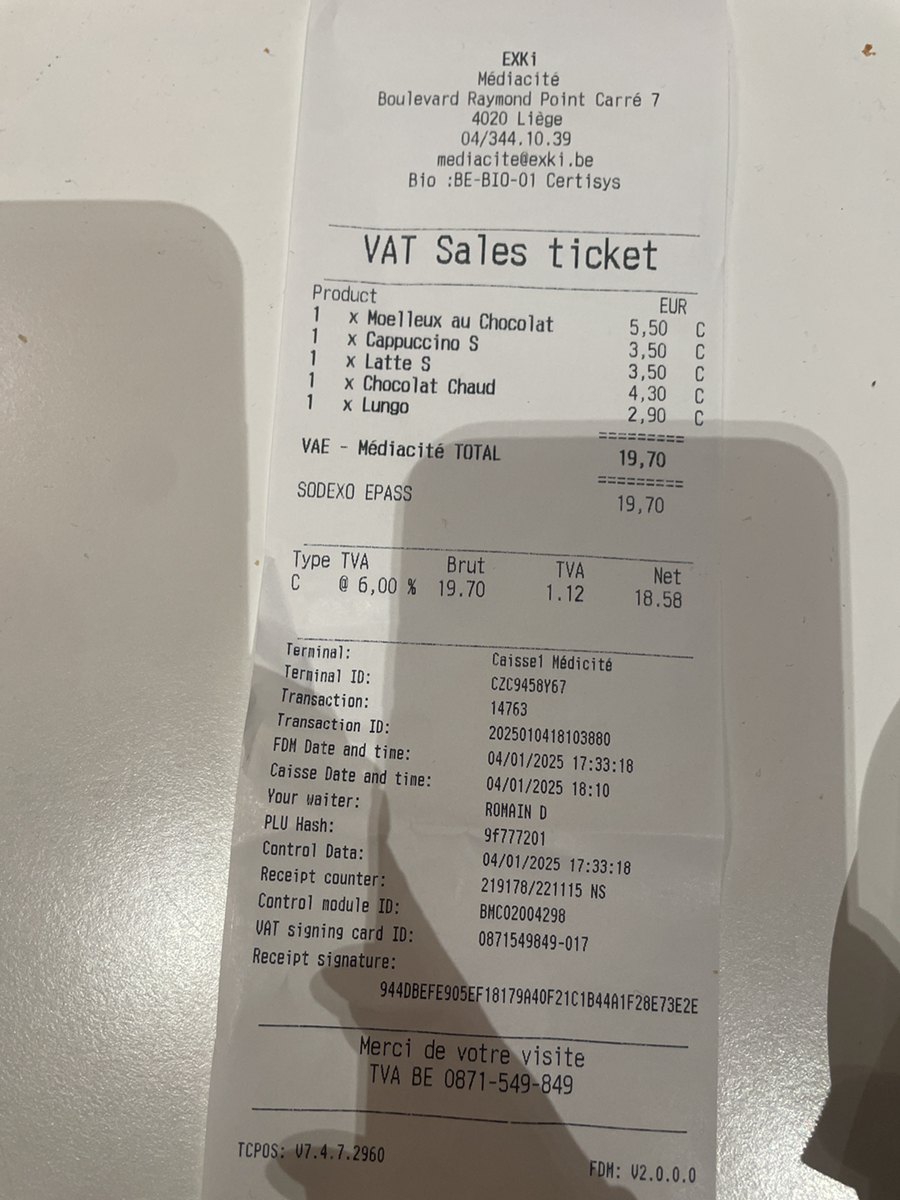 EXKi
Médiacité
Boulevard Raymond Point Carré 7
4020 Liège
04/344.10.39
mediacite@exki.be
Bio :BE-BIO-01 Certisys
VAT Sales ticket
Product EUR
1 x Moelleux au Chocolat 5,50 C
1 x Cappuccino S 3,50 C
1 x Latte S 3,50 C
1 x Chocolat Chaud 4,30 C
1 x Lungo 2,90 C
=========
VAE - Médiacité TOTAL 19,70
=========
SODEXO EPASS 19,70
Type TVA Brut TVA Net
C @ 6,00 % 19.70 1.12 18.58
Terminal: Caisse1 Médicité
Terminal ID: CZC9458Y67
Transaction: 14763
Transaction ID: 2025010418103880
FDM Date and time: 04/01/2025 17:33:18
Caisse Date and time: 04/01/2025 18:10
Your waiter: ROMAIN D
PLU Hash: 9f777201
Control Data: 04/01/2025 17:33:18
Receipt counter: 219178/221115 NS
Control module ID: BMC02004298
VAT signing card ID: 0871549849-017
Receipt signature:
944DBEFE905EF18179A40F21C1B44A1F28E73E2E
Merci de votre visite
TVA BE 0871-549-849
TCPOS: V7.4.7.2960 FDM: V2.0.0.0